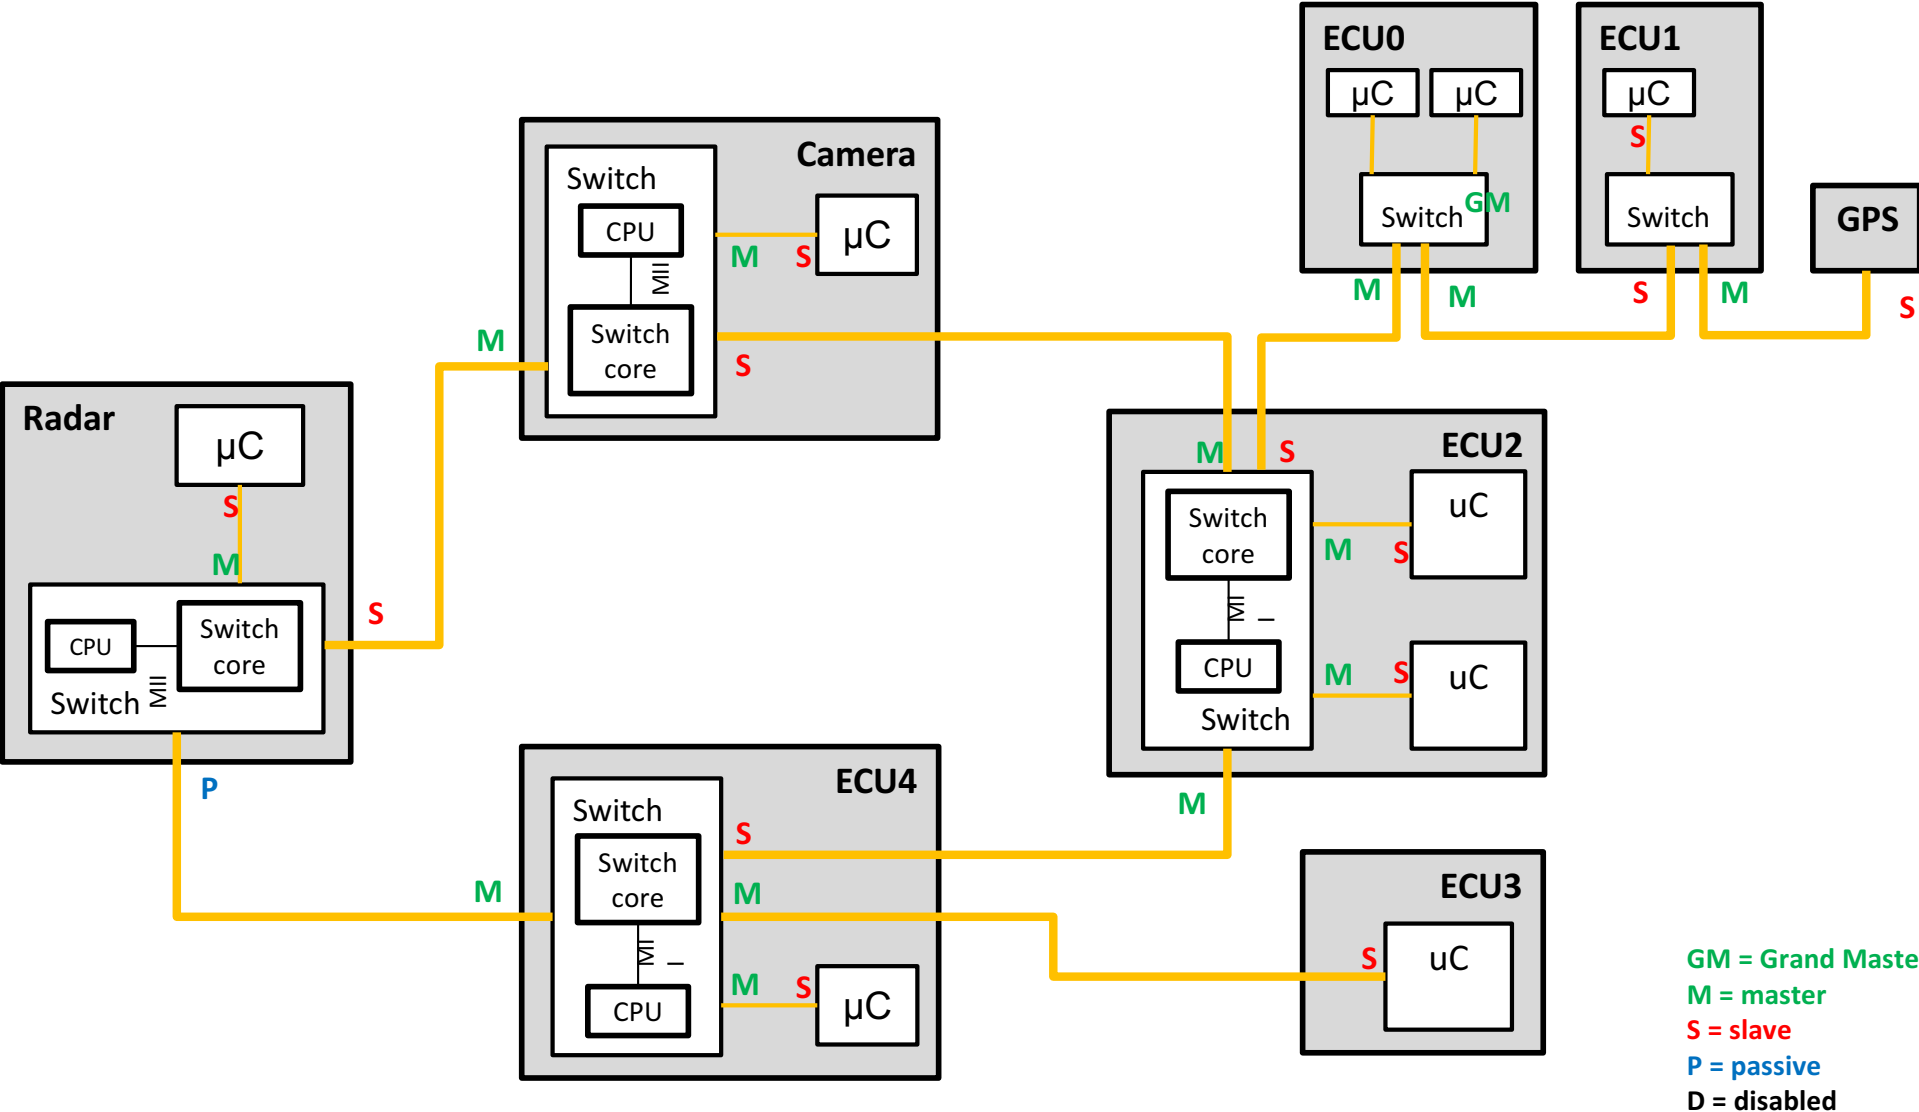 ECU0
µC
µC
Switch
GM
M
M
ECU1
µC
S
Switch
S
M
GPS
S
Camera
Switch
CPU
MII
Switch
core
M
S
µC
M
S
Radar
µC
S
M
CPU
MII
Switch
core
Switch
S
P
ECU2
M
S
Switch
core
MII
CPU
Switch
M
S
uC
M
S
uC
M
ECU4
Switch
Switch
core
MII
CPU
S
M
M
M
S
µC
ECU3
S
uC
GM = Grand Maste
M = master
S = slave
P = passive
D = disabled